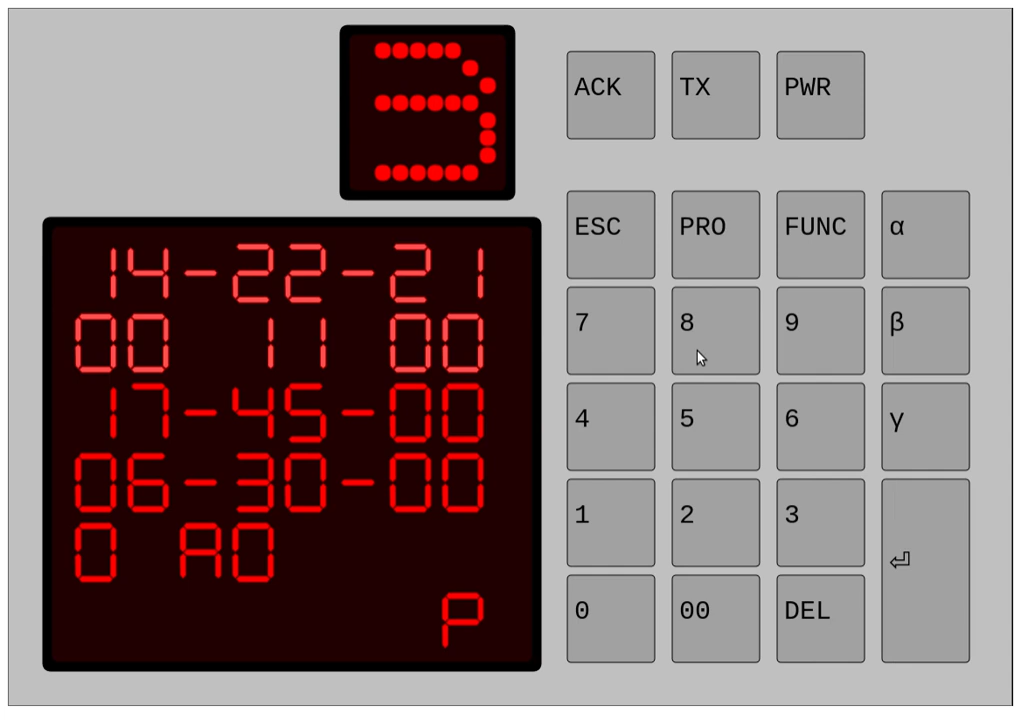 3
14-22-21
00 11 00
17-45-00
06-30-00
0 A0
P
ACK TX PWR
ESC PRO FUNC α
7 8 9 β
4 5 6 γ
1 2 3 ⏎
0 00 DEL